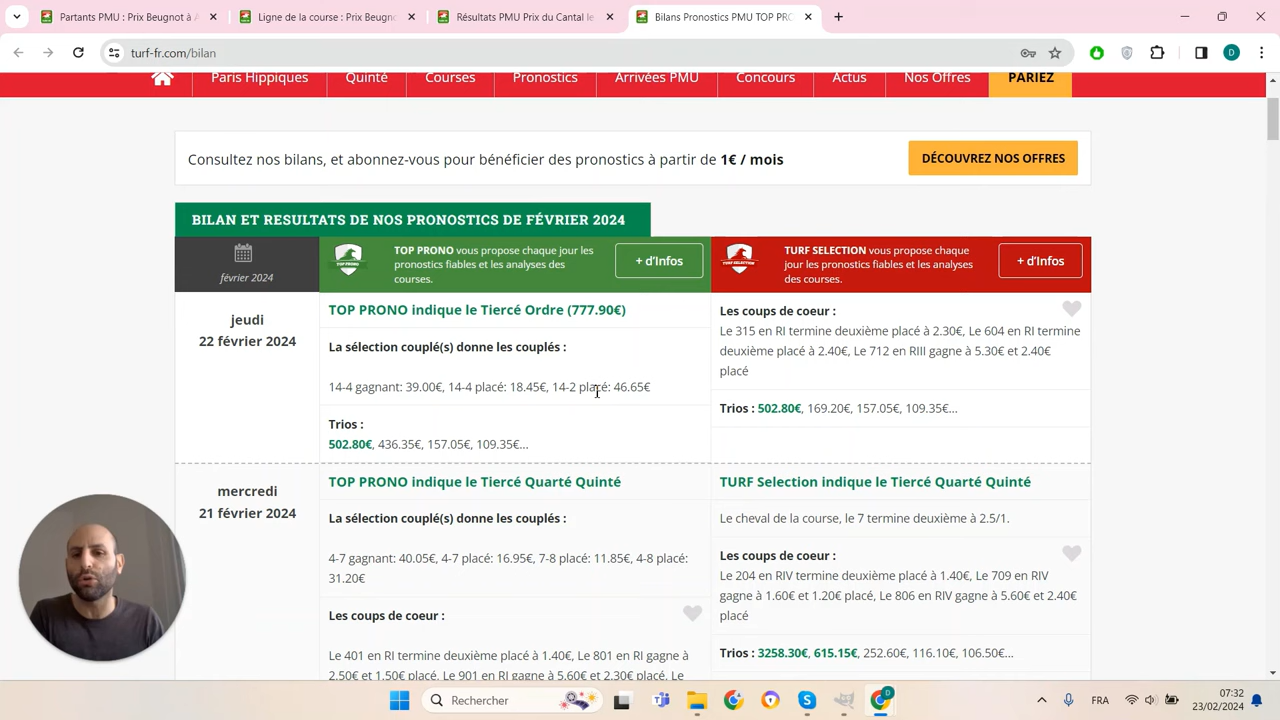 Partants PMU : Prix Beugnot à A
Ligne de la course : Prix Beugno
Résultats PMU Prix du Cantal le
Bilans Pronostics PMU TOP PRO
turf-fr.com/bilan
D
Paris Hippiques
Quinté
Courses
Pronostics
Arrivées PMU
Concours
Actus
Nos Offres
PARIEZ
Consultez nos bilans, et abonnez-vous pour bénéficier des pronostics à partir de 1€ / mois
DÉCOUVREZ NOS OFFRES
BILAN ET RESULTATS DE NOS PRONOSTICS DE FÉVRIER 2024
février 2024
TOP PRONO
TOP PRONO vous propose chaque jour les
pronostics fiables et les analyses des
courses.
+ d'Infos
TURF SELECTION
TURF SELECTION vous propose chaque
jour les pronostics fiables et les analyses
des courses.
+ d'Infos
jeudi
22 février 2024
TOP PRONO indique le Tiercé Ordre (777.90€)
La sélection couplé(s) donne les couplés :
14-4 gagnant: 39.00€, 14-4 placé: 18.45€, 14-2 placé: 46.65€
Trios :
502.80€, 436.35€, 157.05€, 109.35€...
Les coups de coeur :
Le 315 en RI termine deuxième placé à 2.30€, Le 604 en RI termine
deuxième placé à 2.40€, Le 712 en RIII gagne à 5.30€ et 2.40€
placé
Trios : 502.80€, 169.20€, 157.05€, 109.35€...
mercredi
21 février 2024
TOP PRONO indique le Tiercé Quarté Quinté
La sélection couplé(s) donne les couplés :
4-7 gagnant: 40.05€, 4-7 placé: 16.95€, 7-8 placé: 11.85€, 4-8 placé:
31.20€
Les coups de coeur :
Le 401 en RI termine deuxième placé à 1.40€, Le 801 en RI gagne à
2.50€ et 1.50€ placé, Le 901 en RI gagne à 5.60€ et 2.30€ placé, Le
TURF Selection indique le Tiercé Quarté Quinté
Le cheval de la course, le 7 termine deuxième à 2.5/1.
Les coups de coeur :
Le 204 en RIV termine deuxième placé à 1.40€, Le 709 en RIV
gagne à 1.60€ et 1.20€ placé, Le 806 en RIV gagne à 5.60€ et 2.40€
placé
Trios : 3258.30€, 615.15€, 252.60€, 116.10€, 106.50€...
Rechercher
D
FRA
07:32
23/02/2024